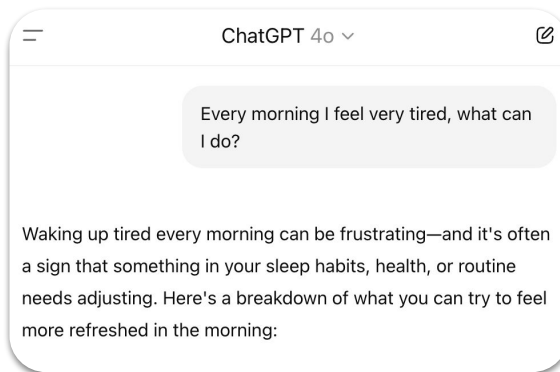 ChatGPT 4o
Every morning I feel very tired, what can
I do?
Waking up tired every morning can be frustrating—and it's often
a sign that something in your sleep habits, health, or routine
needs adjusting. Here's a breakdown of what you can try to feel
more refreshed in the morning: